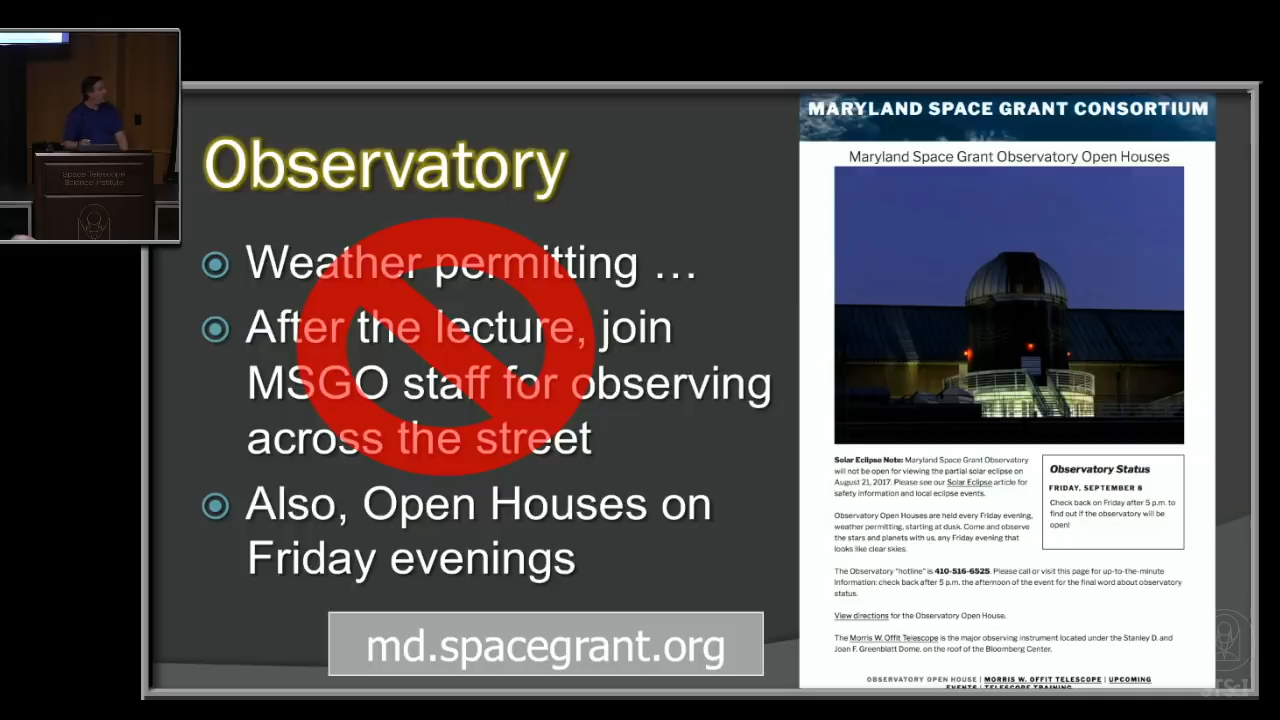 Space Telescope
Science Institute
Observatory
Weather permitting …
After the lecture, join
MSGO staff for observing
across the street
Also, Open Houses on
Friday evenings
md.spacegrant.org
MARYLAND SPACE GRANT CONSORTIUM
Maryland Space Grant Observatory Open Houses
Solar Eclipse Note: Maryland Space Grant Observatory
will not be open for viewing the partial solar eclipse on
August 21, 2017. Please see our Solar Eclipse article for
safety information and local eclipse events.
Observatory Open Houses are held every Friday evening,
weather permitting, starting at dusk. Come and observe
the stars and planets with us, any Friday evening that
looks like clear skies.
Observatory Status
FRIDAY, SEPTEMBER 8
Check back on Friday after 5 p.m. to
find out if the observatory will be
open!
The Observatory "hotline" is 410-516-6525. Please call or visit this page for up-to-the-minute
information: check back after 5 p.m. the afternoon of the event for the final word about observatory
status.
View directions for the Observatory Open House.
The Morris W. Offit Telescope is the major observing instrument located under the Stanley D. and
Joan F. Greenblatt Dome, on the roof of the Bloomberg Center.
OBSERVATORY OPEN HOUSE | MORRIS W. OFFIT TELESCOPE | UPCOMING
EVENTS | TELESCOPE TRAINING
STScI